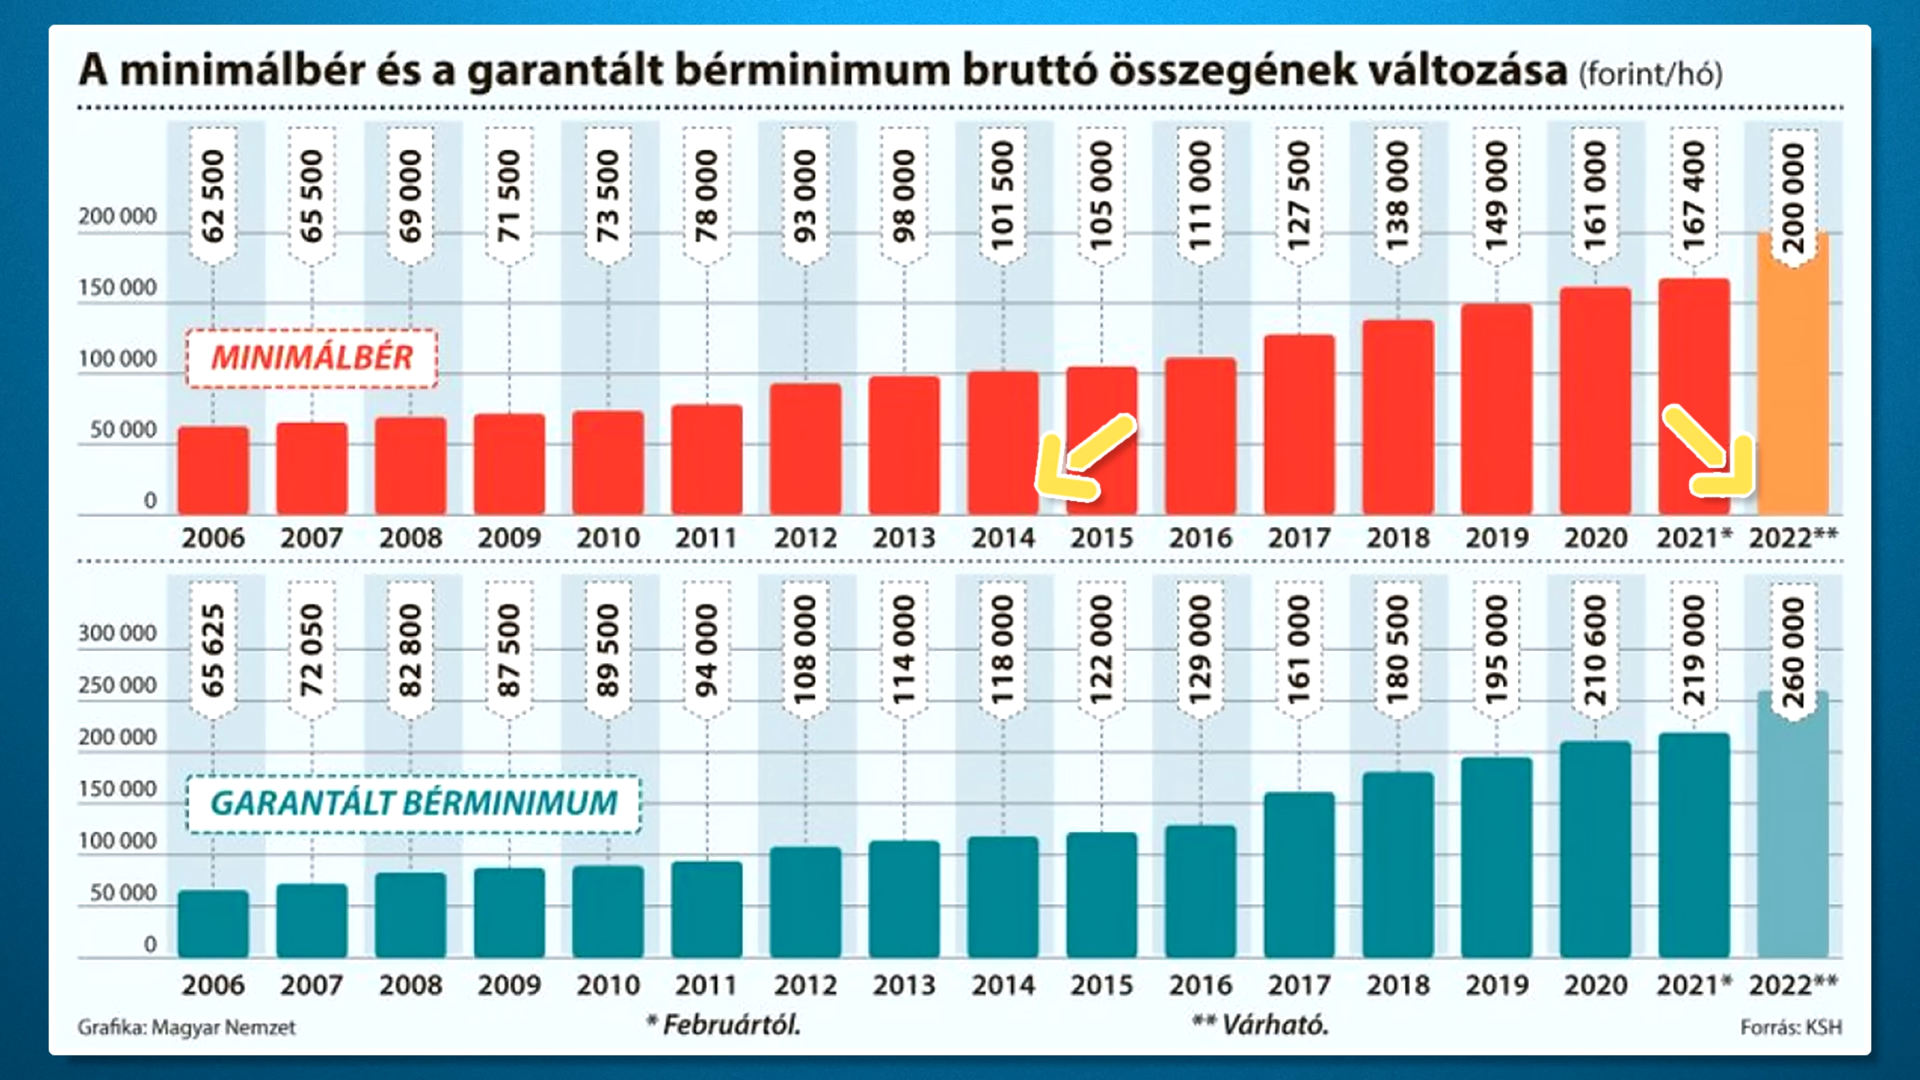 A minimálbér és a garantált bérminimum bruttó összegének változása (forint/hó)
62 500 65 500 69 000 71 500 73 500 78 000 93 000 98 000 101 500 105 000 111 000 127 500 138 000 149 000 161 000 167 400 200 000
200 000
150 000
MINIMÁLBÉR
100 000
50 000
0
2006 2007 2008 2009 2010 2011 2012 2013 2014 2015 2016 2017 2018 2019 2020 2021* 2022**
65 625 72 050 82 800 87 500 89 500 94 000 108 000 114 000 118 000 122 000 129 000 161 000 180 500 195 000 210 600 219 000 260 000
300 000
250 000
200 000
150 000
GARANTÁLT BÉRMINIMUM
100 000
50 000
0
2006 2007 2008 2009 2010 2011 2012 2013 2014 2015 2016 2017 2018 2019 2020 2021* 2022**
Grafika: Magyar Nemzet * Februártól. ** Várható. Forrás: KSH